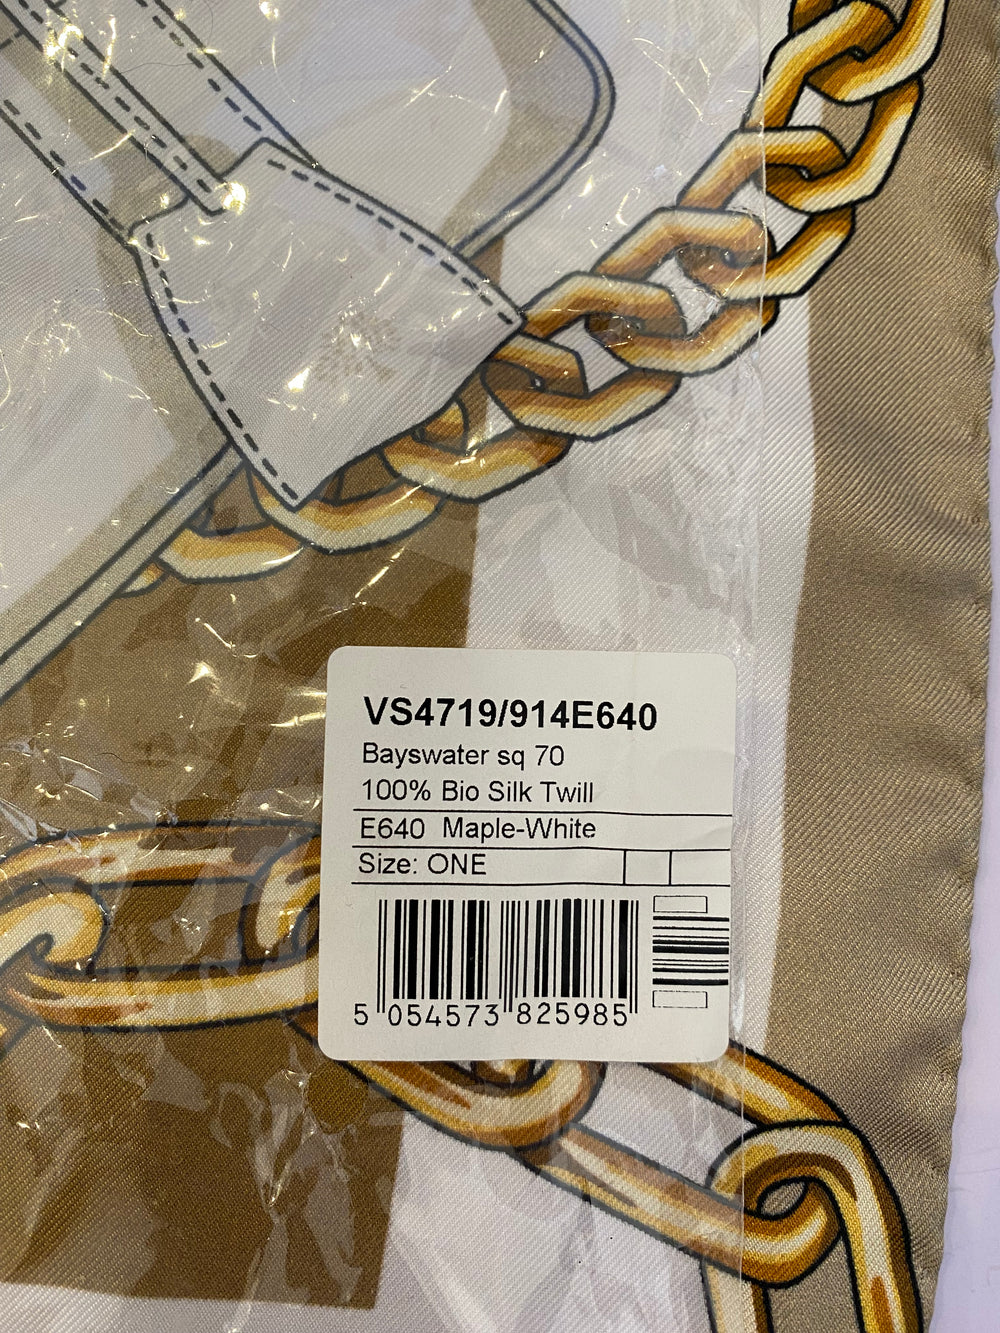 VS4719/914E640
Bayswater sq 70
100% Bio Silk Twill
E640 Maple-White
Size: ONE
5 054573 825985